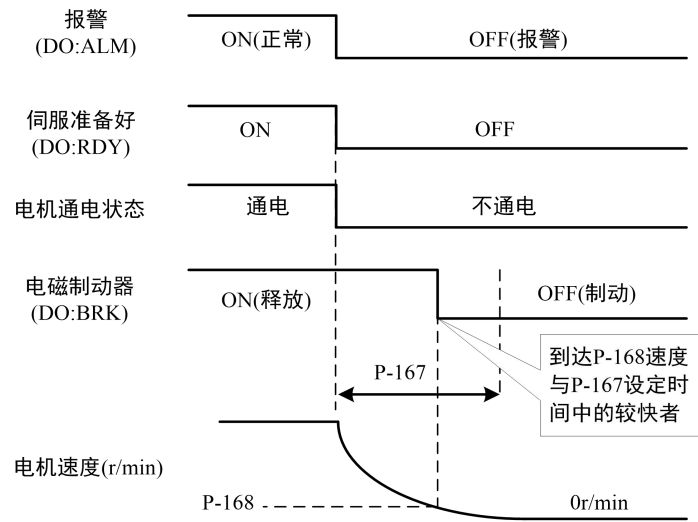 报警
(DO:ALM)
ON(正常)
OFF(报警)
伺服准备好
(DO:RDY)
ON
OFF
电机通电状态
通电
不通电
电磁制动器
(DO:BRK)
ON(释放)
OFF(制动)
到达P-168速度
与P-167设定时
间中的较快者
P-167
电机速度(r/min)
P-168
0r/min